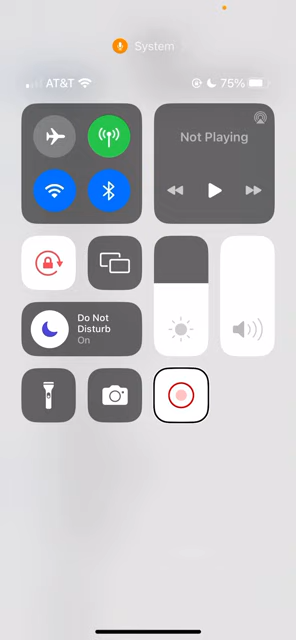 System
AT&T
75%
Not Playing
Do Not
Disturb
On